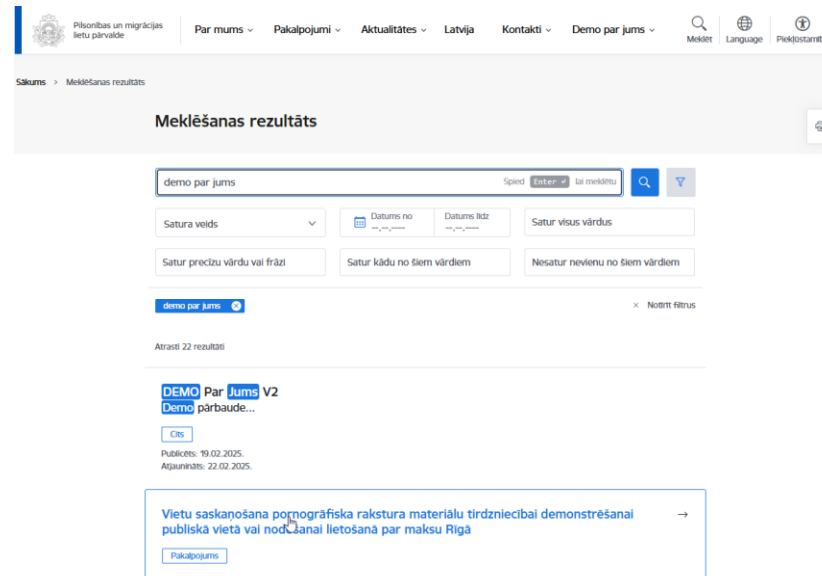 Pilsonības un migrācijas
lietu pārvalde
Par mums
Pakalpojumi
Aktualitātes
Latvija
Kontakti
Demo par jums
Meklēt
Language
Sākums > Meklēšanas rezultāts
Meklēšanas rezultāts
demo par jums
Spied Enter lai meklētu
Satura veids
Datums no
--.--.----
Datums līdz
--.--.----
Satur visus vārdus
Satur precīzu vārdu vai frāzi
Satur kādu no šiem vārdiem
Nesatur nevienu no šiem vārdiem
demo par jums
× Notīrīt filtrus
Atrasti 22 rezultāti
DEMO Par Jums V2
Demo pārbaude...
Cits
Publicēts: 19.02.2025.
Atjaunināts: 22.02.2025.
Vietu saskaņošana pornogrāfiska rakstura materiālu tirdzniecībai demonstrēšanai
publiskā vietā vai nodošanai lietošanā par maksu Rīgā
Pakalpojums